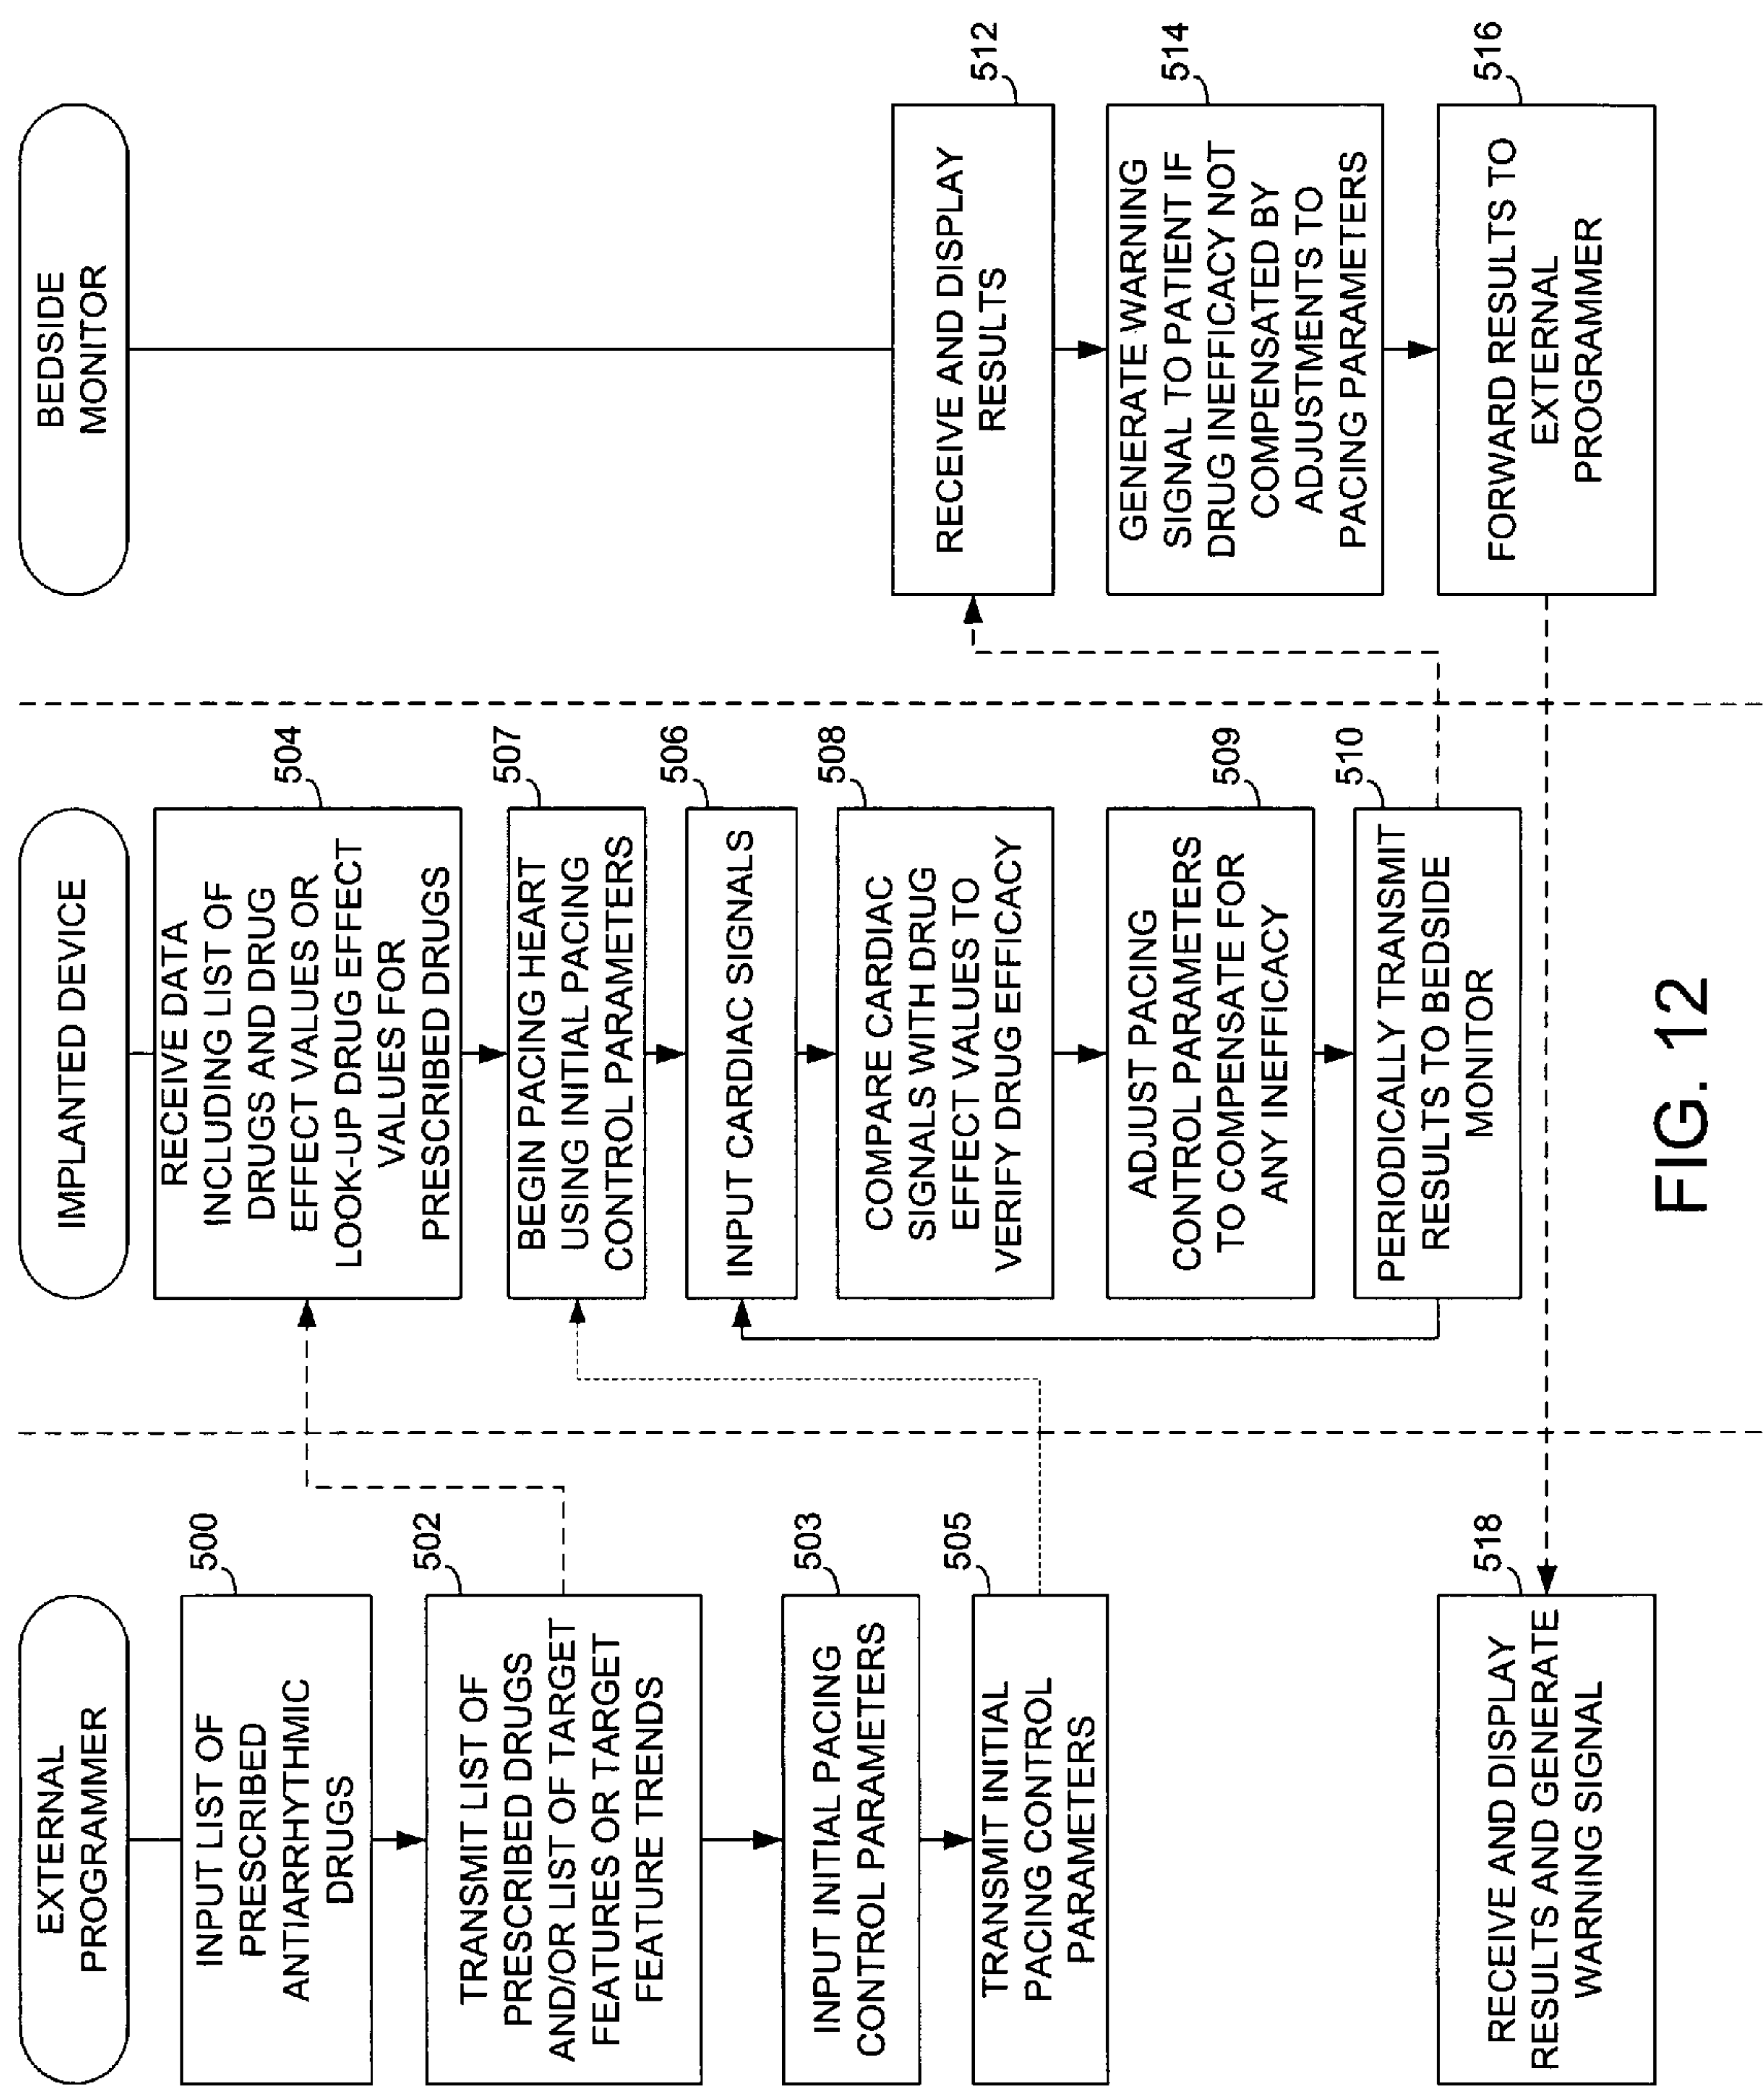 EXTERNAL
PROGRAMMER
500
INPUT LIST OF
PRESCRIBED
ANTIARRHYTHMIC
DRUGS
502
TRANSMIT LIST OF
PRESCRIBED DRUGS
AND/OR LIST OF TARGET
FEATURES OR TARGET
FEATURE TRENDS
503
INPUT INITIAL PACING
CONTROL PARAMETERS
505
TRANSMIT INITIAL
PACING CONTROL
PARAMETERS
518
RECEIVE AND DISPLAY
RESULTS AND GENERATE
WARNING SIGNAL
IMPLANTED DEVICE
504
RECEIVE DATA
INCLUDING LIST OF
DRUGS AND DRUG
EFFECT VALUES OR
LOOK-UP DRUG EFFECT
VALUES FOR
PRESCRIBED DRUGS
507
BEGIN PACING HEART
USING INITIAL PACING
CONTROL PARAMETERS
506
INPUT CARDIAC SIGNALS
508
COMPARE CARDIAC
SIGNALS WITH DRUG
EFFECT VALUES TO
VERIFY DRUG EFFICACY
509
ADJUST PACING
CONTROL PARAMETERS
TO COMPENSATE FOR
ANY INEFFICACY
510
PERIODICALLY TRANSMIT
RESULTS TO BEDSIDE
MONITOR
BEDSIDE
MONITOR
512
RECEIVE AND DISPLAY
RESULTS
514
GENERATE WARNING
SIGNAL TO PATIENT IF
DRUG INEFFICACY NOT
COMPENSATED BY
ADJUSTMENTS TO
PACING PARAMETERS
516
FORWARD RESULTS TO
EXTERNAL
PROGRAMMER
FIG. 12